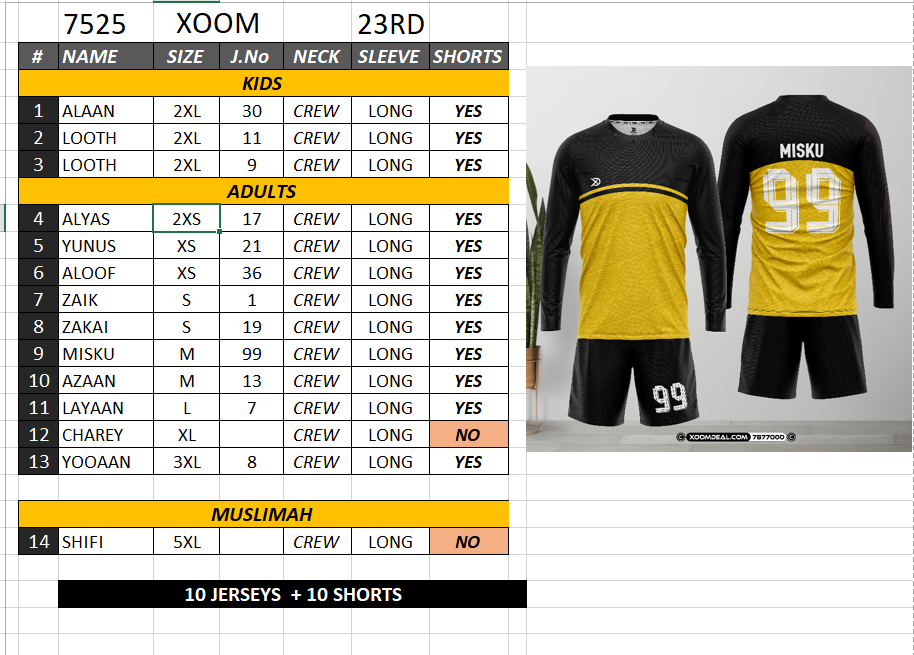 7525 XOOM 23RD
# NAME SIZE J.No NECK SLEEVE SHORTS
KIDS
1 ALAAN 2XL 30 CREW LONG YES
2 LOOTH 2XL 11 CREW LONG YES
3 LOOTH 2XL 9 CREW LONG YES
ADULTS
4 ALYAS 2XS 17 CREW LONG YES
5 YUNUS XS 21 CREW LONG YES
6 ALOOF XS 36 CREW LONG YES
7 ZAIK S 1 CREW LONG YES
8 ZAKAI S 19 CREW LONG YES
9 MISKU M 99 CREW LONG YES
10 AZAAN M 13 CREW LONG YES
11 LAYAAN L 7 CREW LONG YES
12 CHAREY XL CREW LONG NO
13 YOOAAN 3XL 8 CREW LONG YES
MUSLIMAH
14 SHIFI 5XL CREW LONG NO
10 JERSEYS + 10 SHORTS
MISKU
99
99
XOOMDEAL.COM 7877000